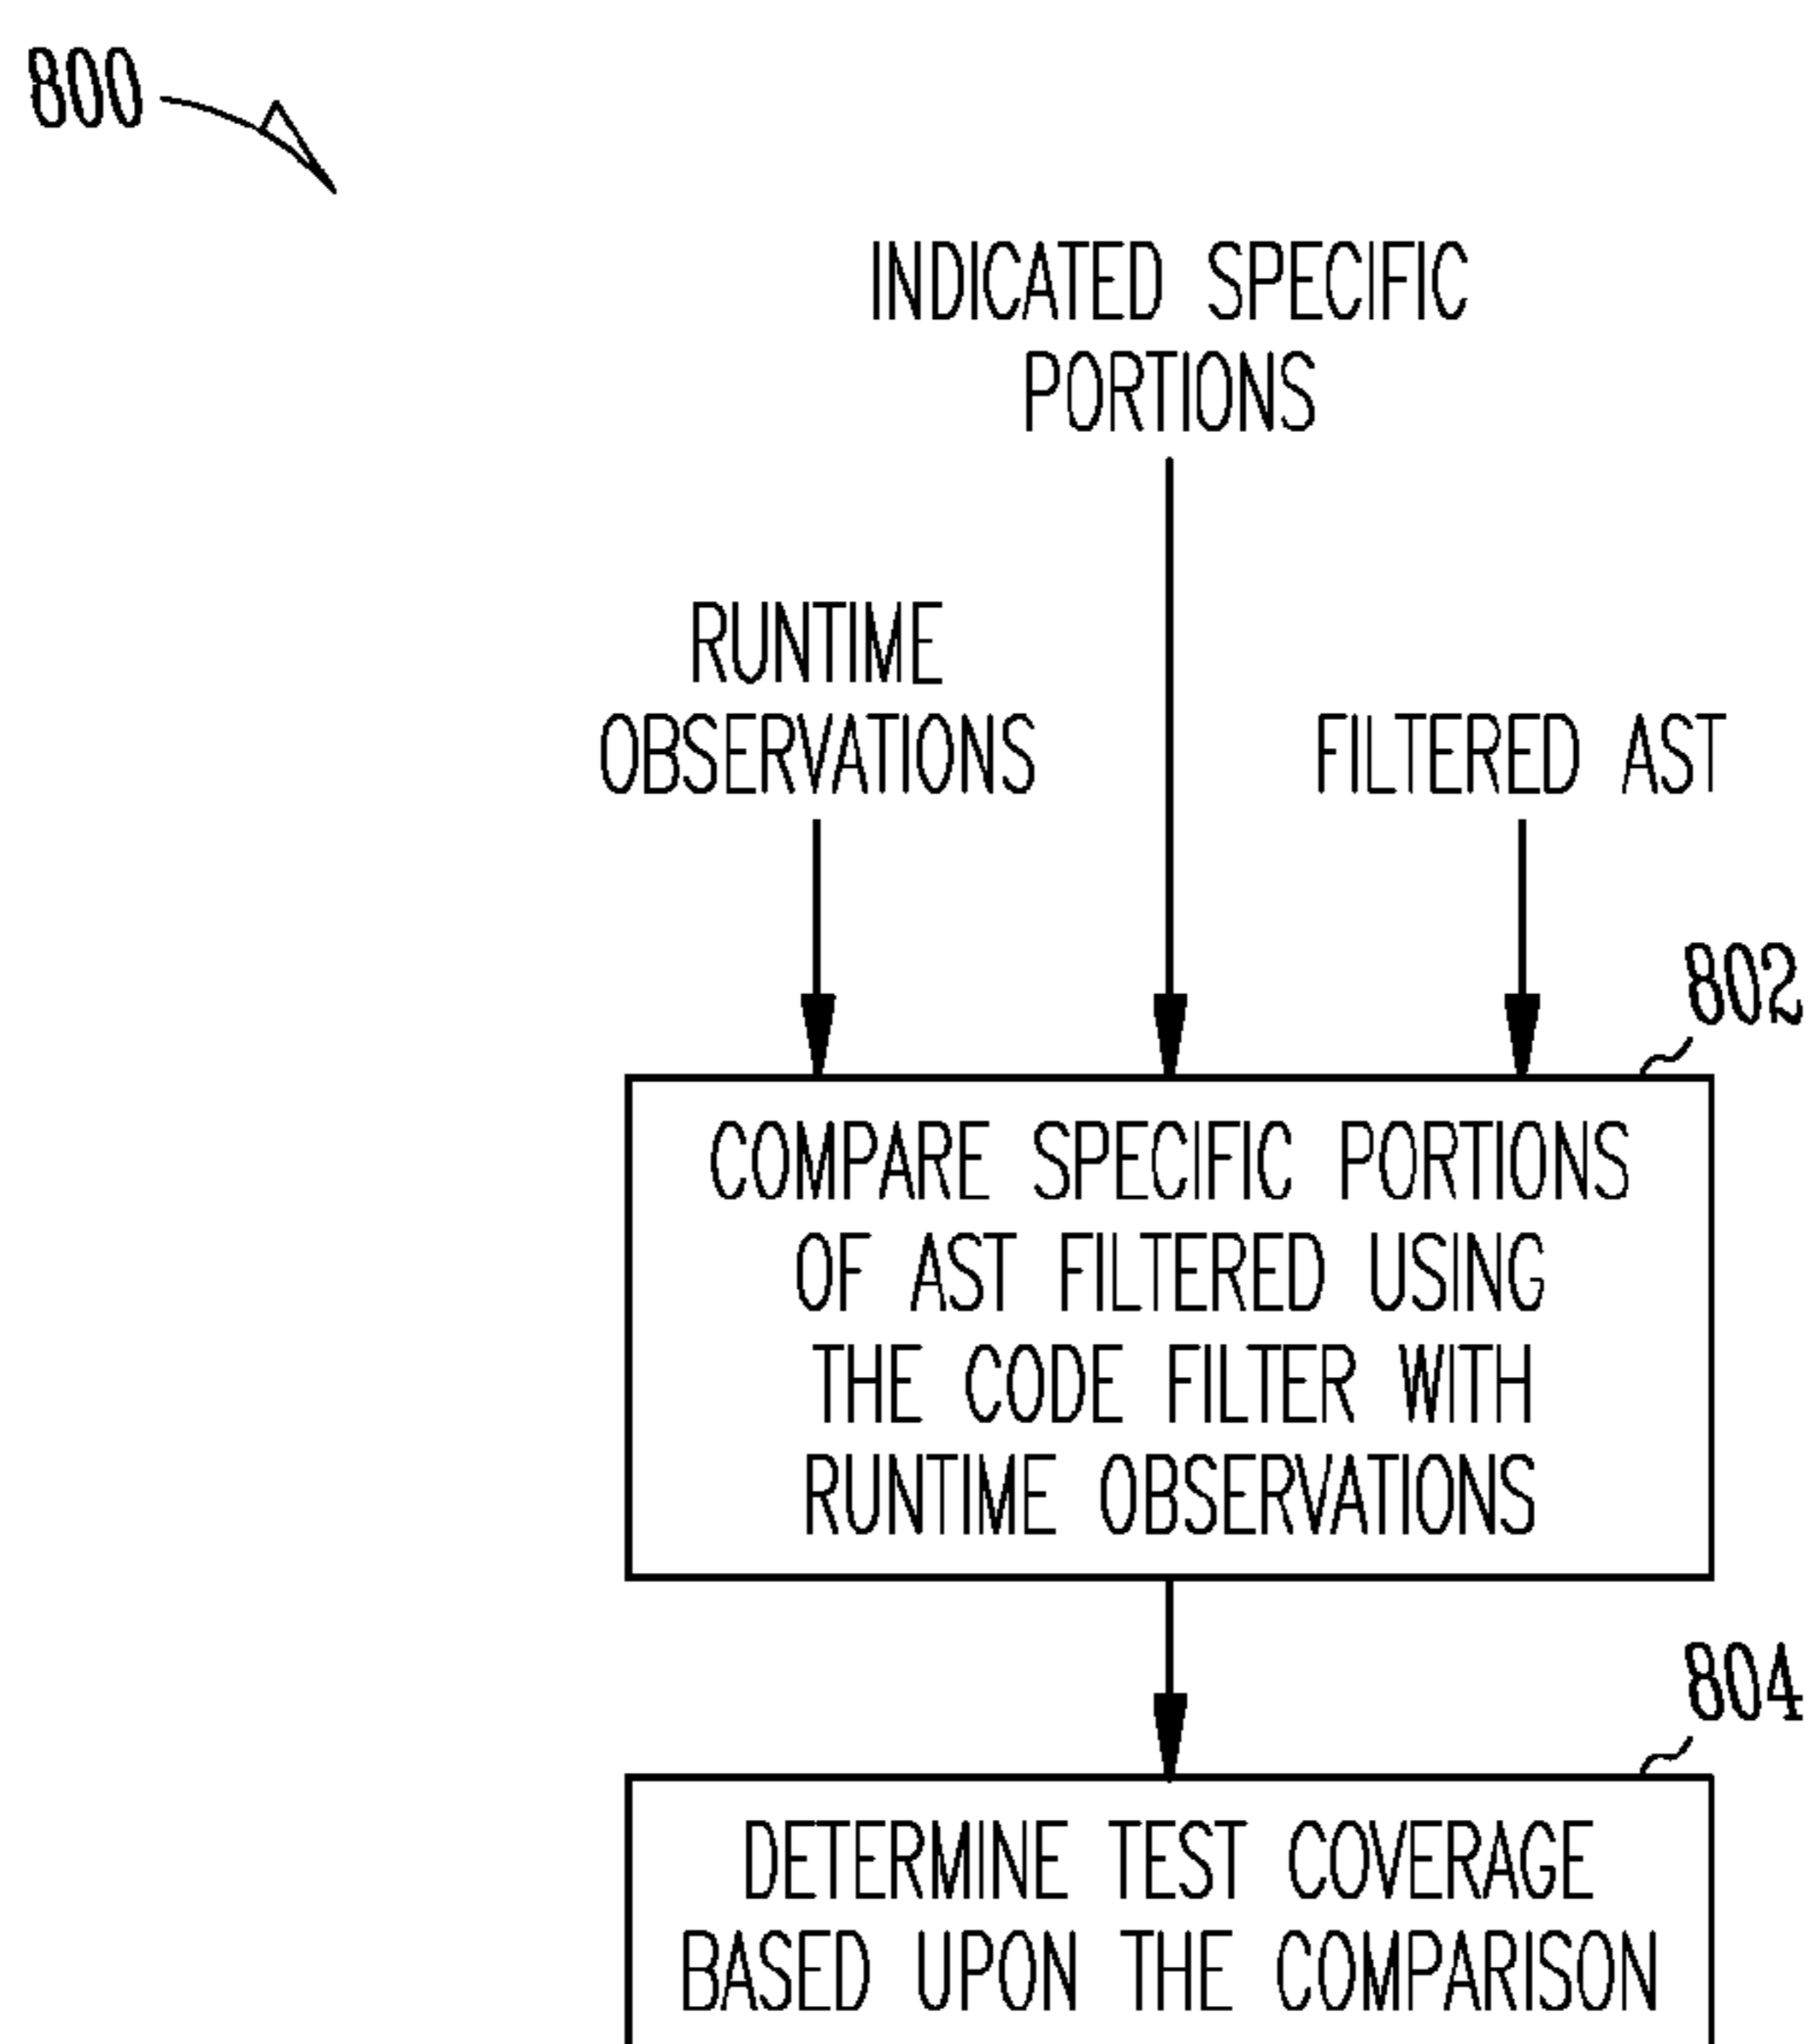 800
INDICATED SPECIFIC
PORTIONS
RUNTIME
OBSERVATIONS
FILTERED AST
802
COMPARE SPECIFIC PORTIONS
OF AST FILTERED USING
THE CODE FILTER WITH
RUNTIME OBSERVATIONS
804
DETERMINE TEST COVERAGE
BASED UPON THE COMPARISON